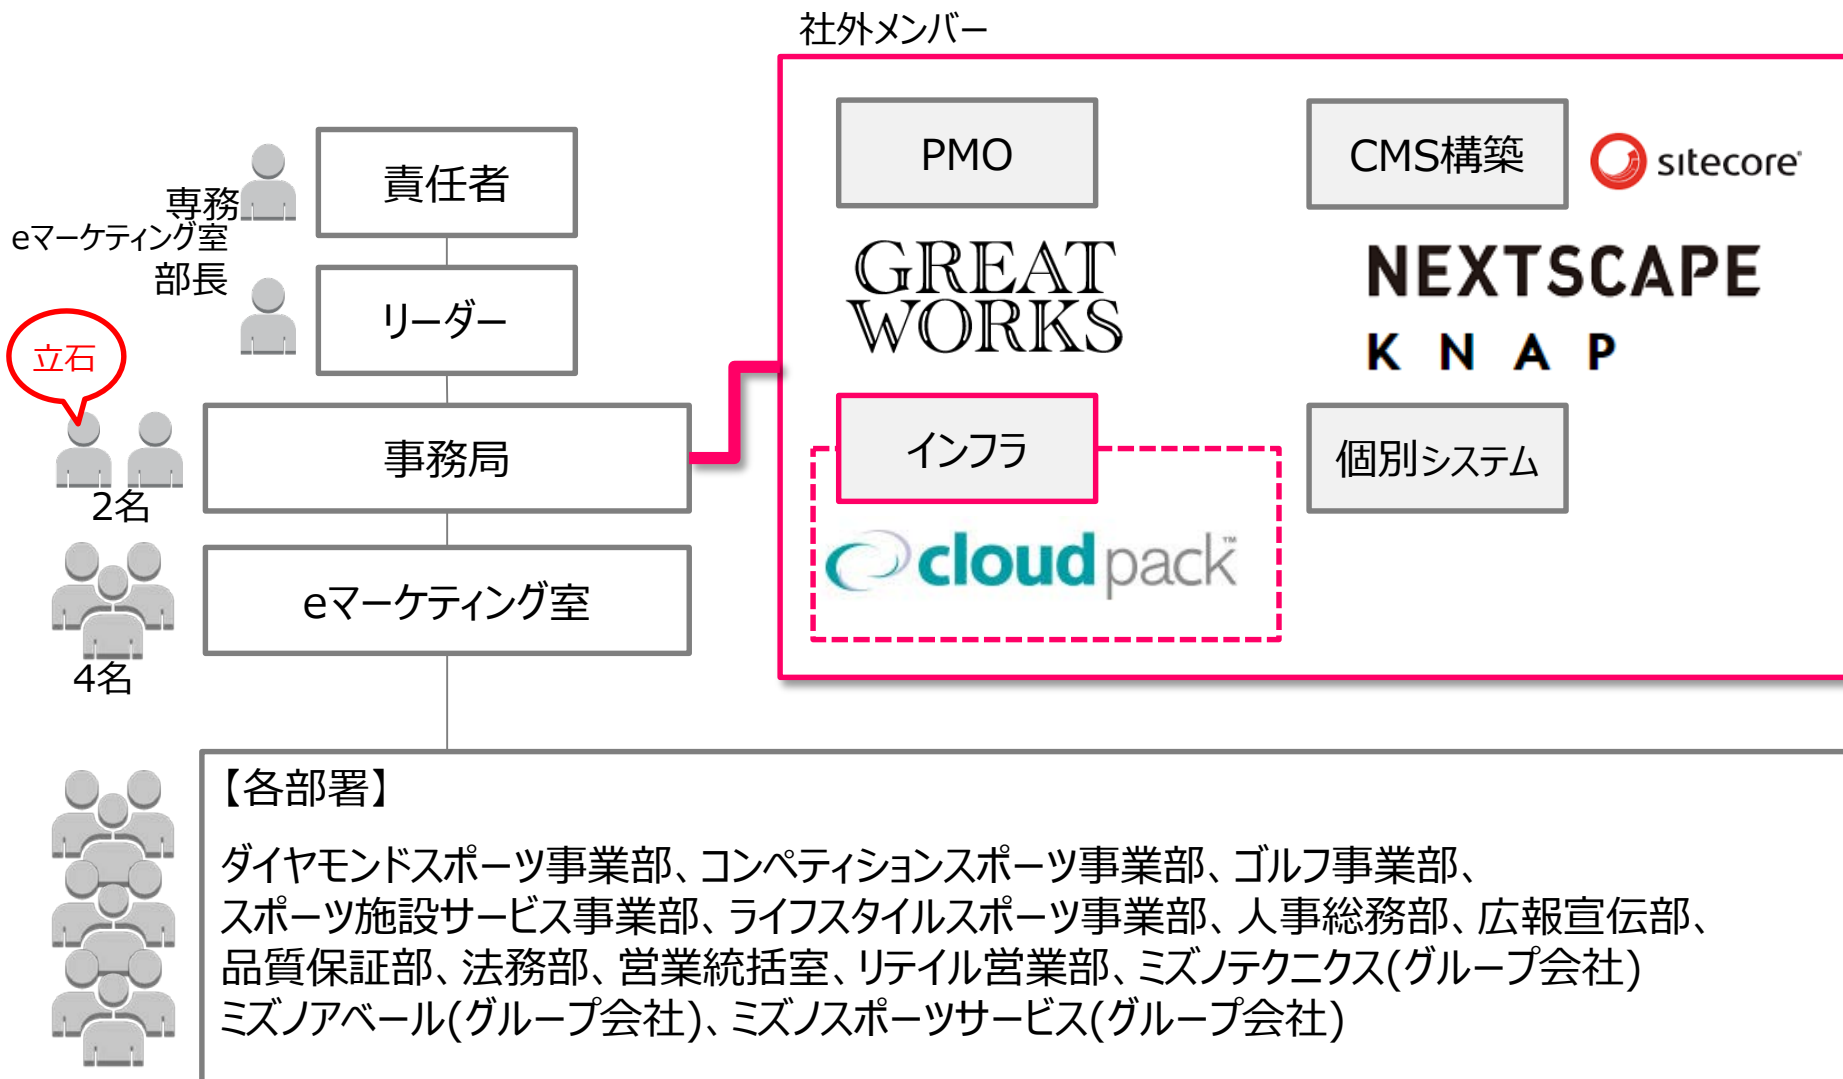 社外メンバー
専務
責任者
eマーケティング室
部長
リーダー
立石
事務局
2名
eマーケティング室
4名
PMO
GREAT
WORKS
CMS構築
sitecore
NEXTSCAPE
KNAP
インフラ
cloudpack™
個別システム
【各部署】
ダイヤモンドスポーツ事業部、コンペティションスポーツ事業部、ゴルフ事業部、
スポーツ施設サービス事業部、ライフスタイルスポーツ事業部、人事総務部、広報宣伝部、
品質保証部、法務部、営業統括室、リテイル営業部、ミズノテクニクス(グループ会社)
ミズノアベール(グループ会社)、ミズノスポーツサービス(グループ会社)